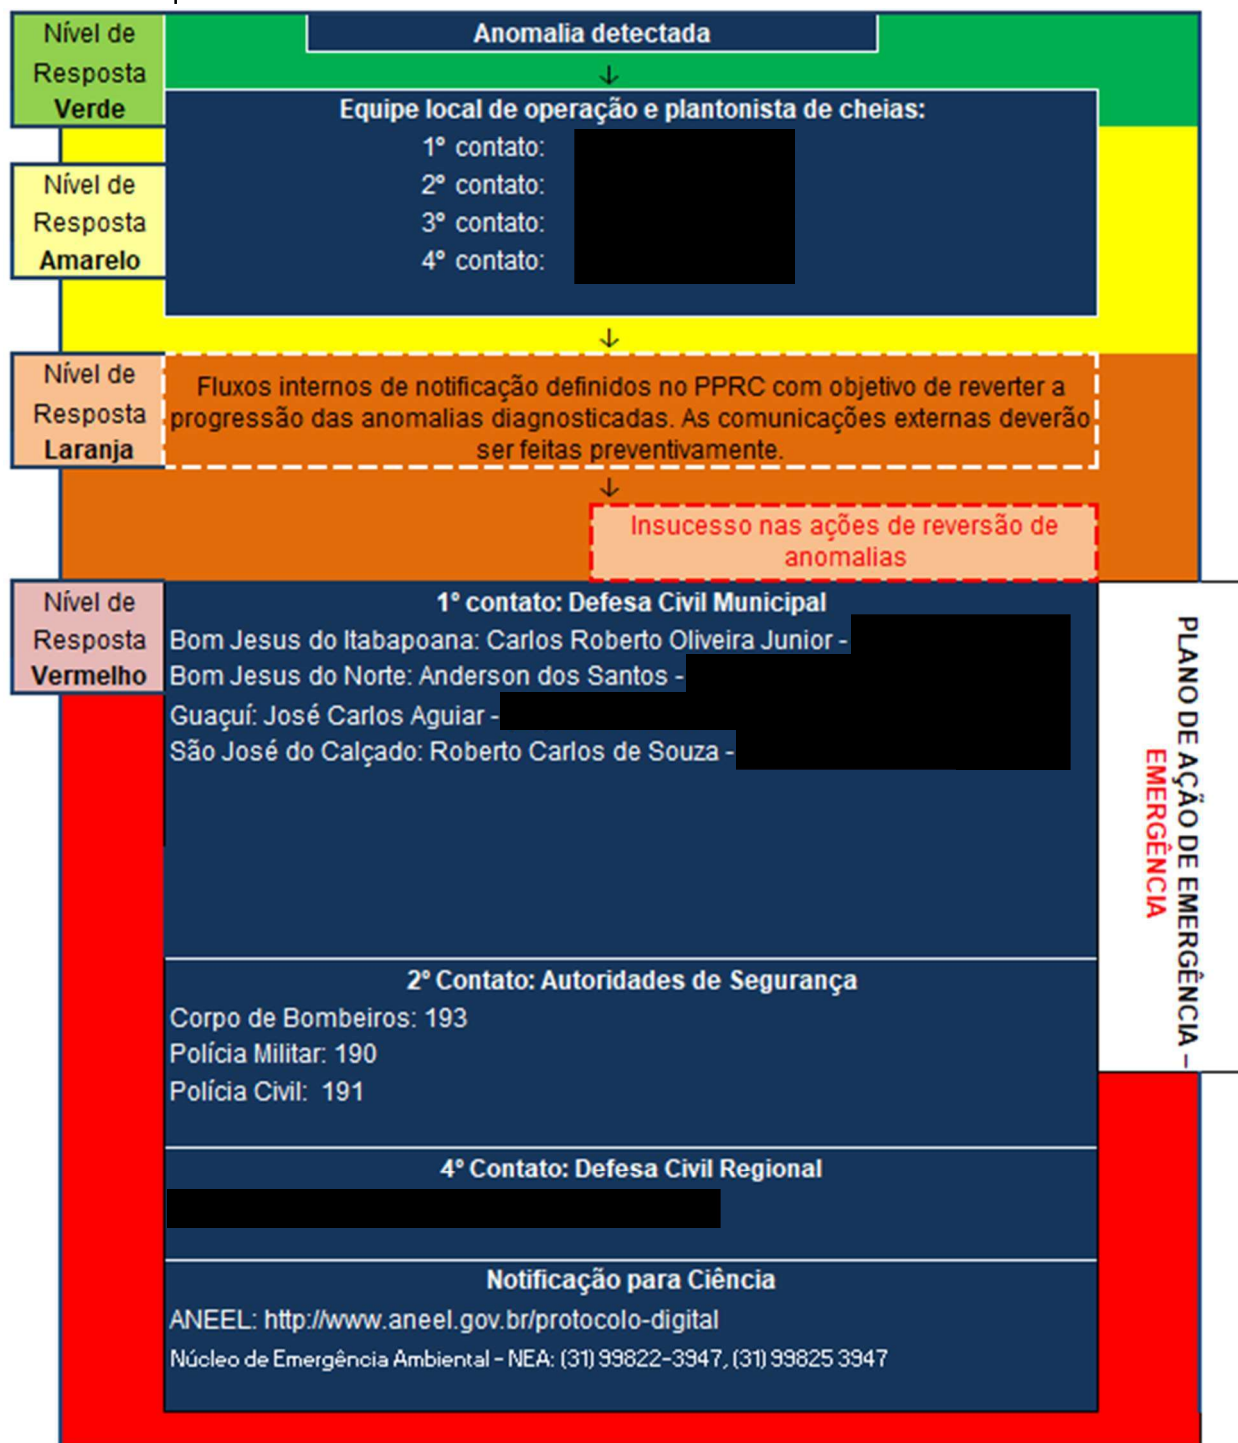 Nível de
Resposta
Verde
Anomalia detectada
↓
Equipe local de operação e plantonista de cheias:
1º contato:
2º contato:
3º contato:
4º contato:
Nível de
Resposta
Amarelo
↓
Nível de
Resposta
Laranja
Fluxos internos de notificação definidos no PPRC com objetivo de reverter a
progressão das anomalias diagnosticadas. As comunicações externas deverão
ser feitas preventivamente.
↓
Insucesso nas ações de reversão de
anomalias
Nível de
Resposta
Vermelho
1º contato: Defesa Civil Municipal
Bom Jesus do Itabapoana: Carlos Roberto Oliveira Junior -
Bom Jesus do Norte: Anderson dos Santos -
Guaçuí: José Carlos Aguiar -
São José do Calçado: Roberto Carlos de Souza -
2º Contato: Autoridades de Segurança
Corpo de Bombeiros: 193
Polícia Militar: 190
Polícia Civil: 191
4º Contato: Defesa Civil Regional
Notificação para Ciência
ANEEL: http://www.aneel.gov.br/protocolo-digital
Núcleo de Emergência Ambiental - NEA: (31) 99822-3947, (31) 99825 3947
PLANO DE AÇÃO DE EMERGÊNCIA –
EMERGÊNCIA